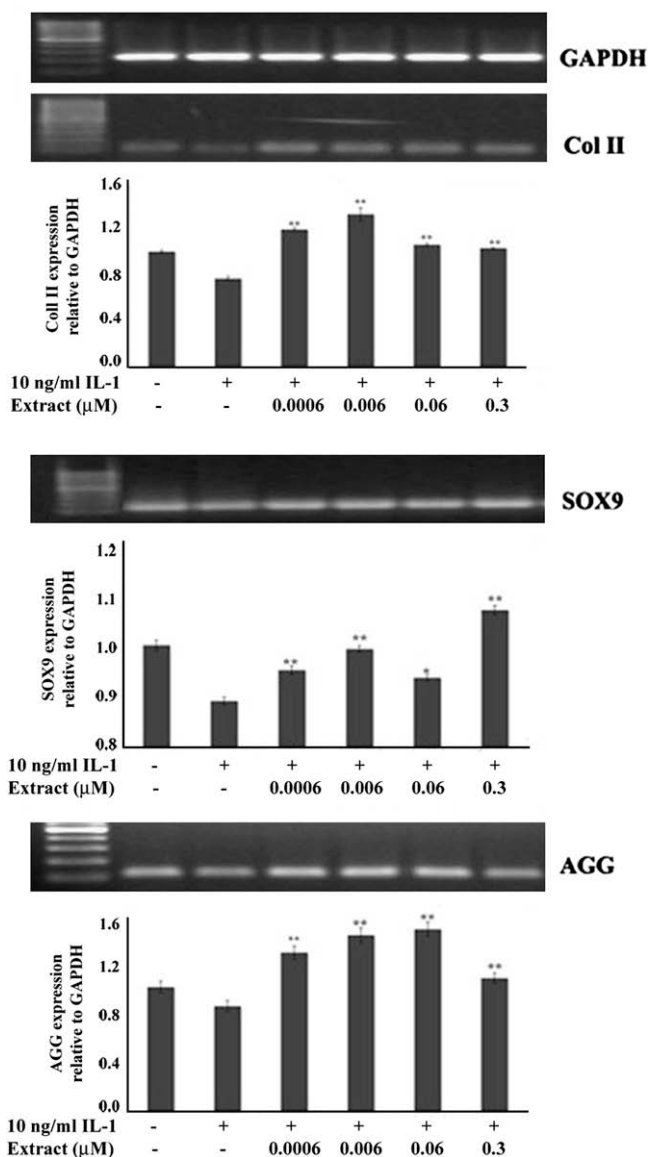 GAPDH
Col II
Coll II expression
relative to GAPDH
1.6
1.2
0.8
0.4
0.0
** ** ** **
10 ng/ml IL-1 - + + + + +
Extract (μM) - - 0.0006 0.006 0.06 0.3
SOX9
SOX9 expression
relative to GAPDH
1.2
1.1
1.0
0.9
0.8
** ** * **
10 ng/ml IL-1 - + + + + +
Extract (μM) - - 0.0006 0.006 0.06 0.3
AGG
AGG expression
relative to GAPDH
1.6
1.2
0.8
0.4
0.0
** ** ** **
10 ng/ml IL-1 - + + + + +
Extract (μM) - - 0.0006 0.006 0.06 0.3